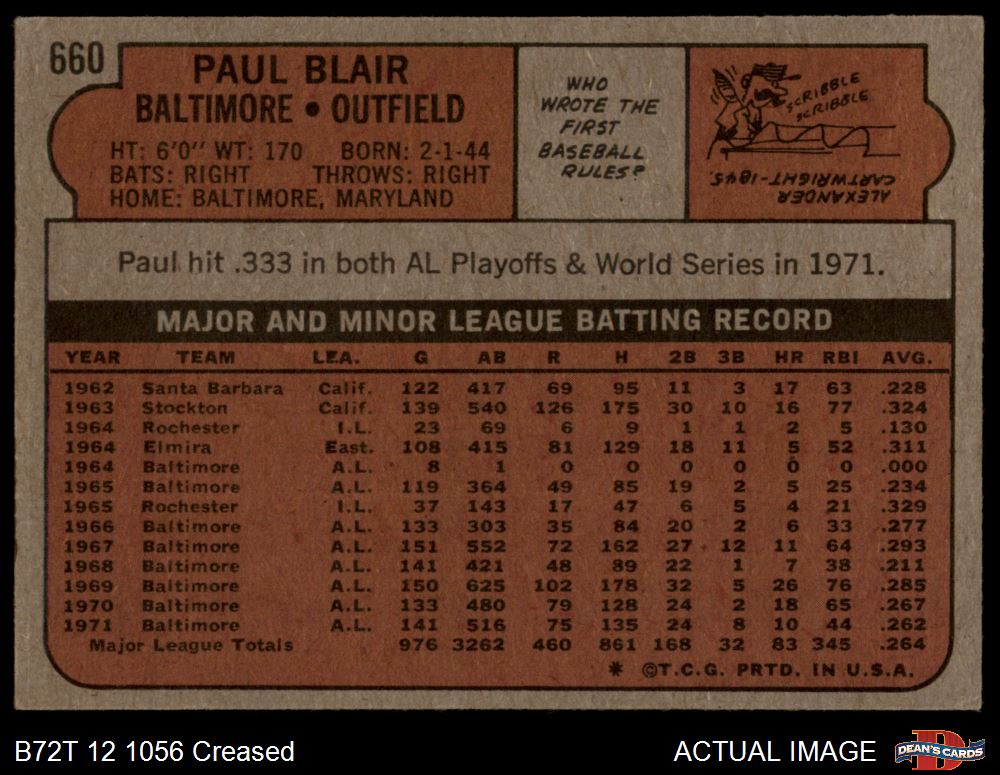 660
PAUL BLAIR
BALTIMORE • OUTFIELD
HT: 6'0" WT: 170 BORN: 2-1-44
BATS: RIGHT THROWS: RIGHT
HOME: BALTIMORE, MARYLAND
WHO
WROTE THE
FIRST
BASEBALL
RULES?
SCRIBBLE
SCRIBBLE
ALEXANDER
CARTWRIGHT-1845.
Paul hit .333 in both AL Playoffs & World Series in 1971.
MAJOR AND MINOR LEAGUE BATTING RECORD
YEAR TEAM LEA. G AB R H 2B 3B HR RBI AVG.
1962 Santa Barbara Calif. 122 417 69 95 11 3 17 63 .228
1963 Stockton Calif. 139 540 126 175 30 10 16 77 .324
1964 Rochester I.L. 23 69 6 9 1 1 2 5 .130
1964 Elmira East. 108 415 81 129 18 11 5 52 .311
1964 Baltimore A.L. 8 1 0 0 0 0 0 0 .000
1965 Baltimore A.L. 119 364 49 85 19 2 5 25 .234
1965 Rochester I.L. 37 143 17 47 6 5 4 21 .329
1966 Baltimore A.L. 133 303 35 84 20 2 6 33 .277
1967 Baltimore A.L. 151 552 72 162 27 12 11 64 .293
1968 Baltimore A.L. 141 421 48 89 22 1 7 38 .211
1969 Baltimore A.L. 150 625 102 178 32 5 26 76 .285
1970 Baltimore A.L. 133 480 79 128 24 2 18 65 .267
1971 Baltimore A.L. 141 516 75 135 24 8 10 44 .262
Major League Totals 976 3262 460 861 168 32 83 345 .264
* ©T.C.G. PRTD. IN U.S.A.
B72T 12 1056 Creased
ACTUAL IMAGE
D
DEAN'S CARDS